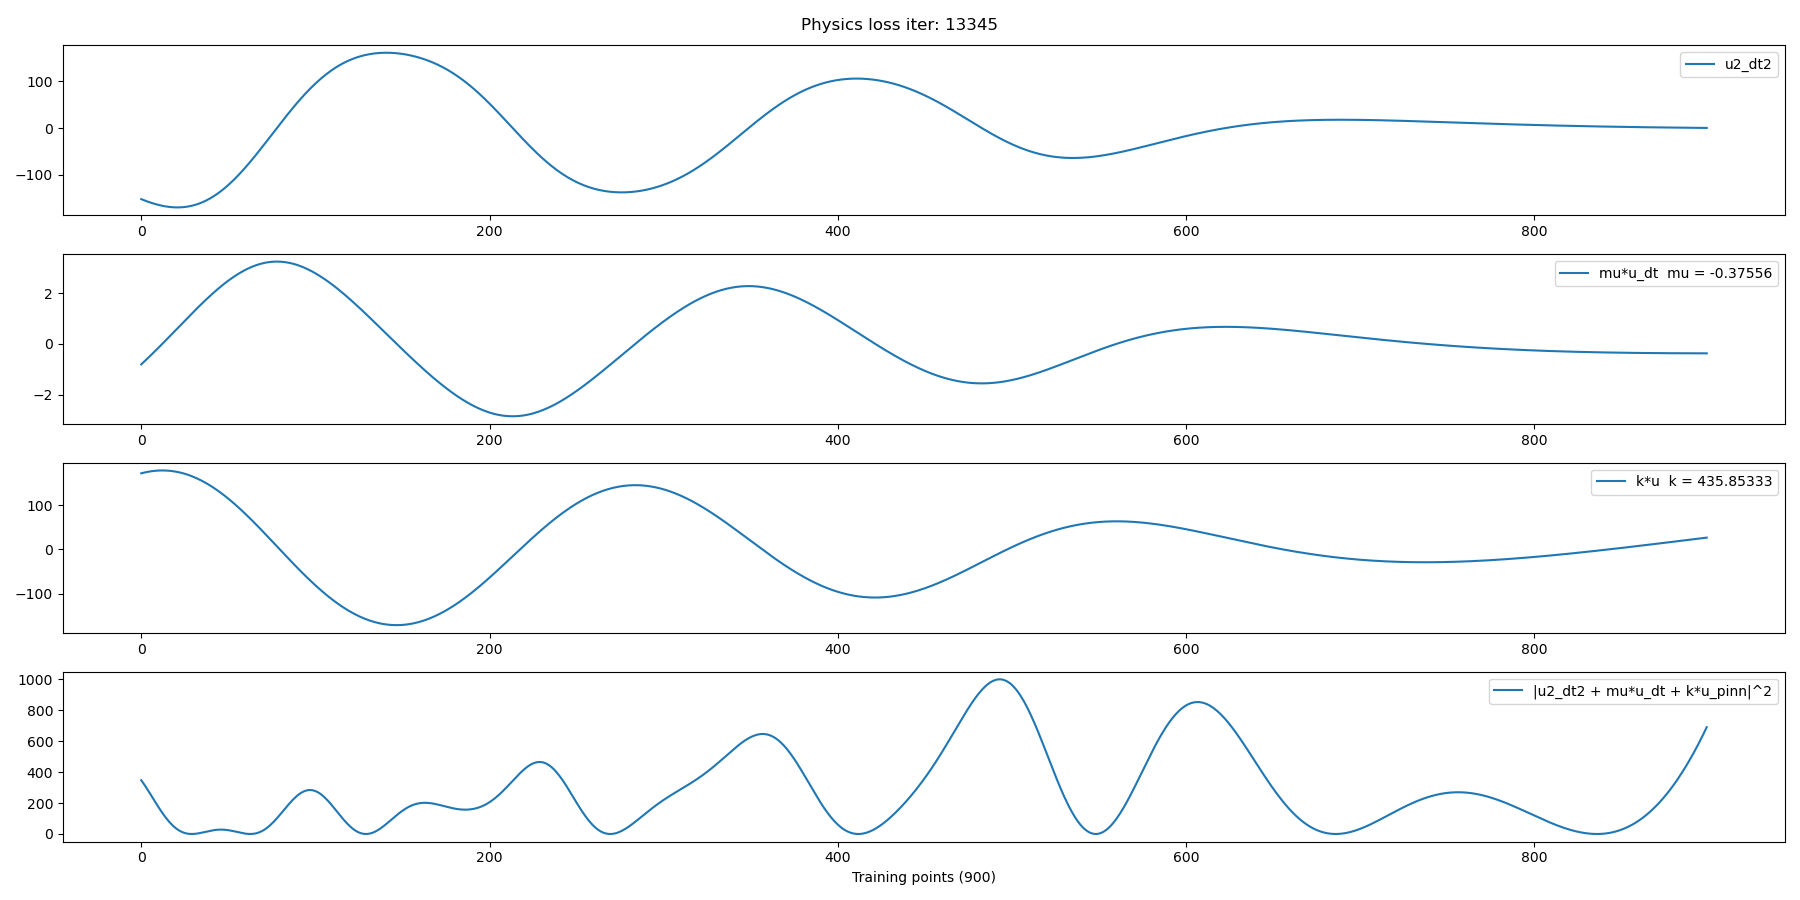 Physics loss iter: 13345
u2_dt2
100
0
−100
0 200 400 600 800
mu*u_dt  mu = -0.37556
2
0
−2
0 200 400 600 800
k*u  k = 435.85333
100
0
−100
0 200 400 600 800
|u2_dt2 + mu*u_dt + k*u_pinn|^2
1000
800
600
400
200
0
0 200 400 600 800
Training points (900)